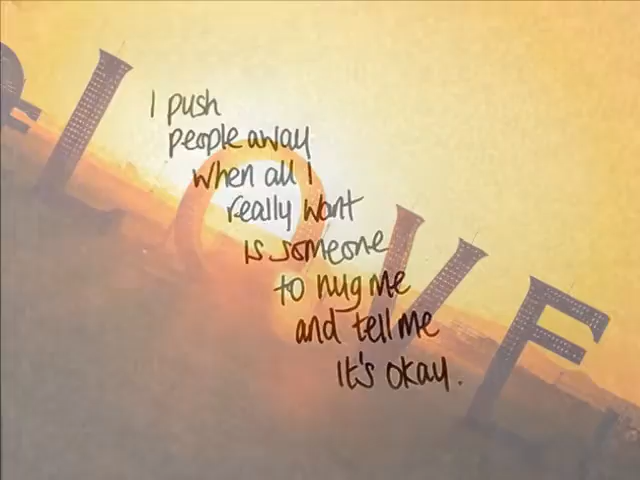 LOVE
I push
people away
when all I
really want
is someone
to hug me
and tell me
it's okay.